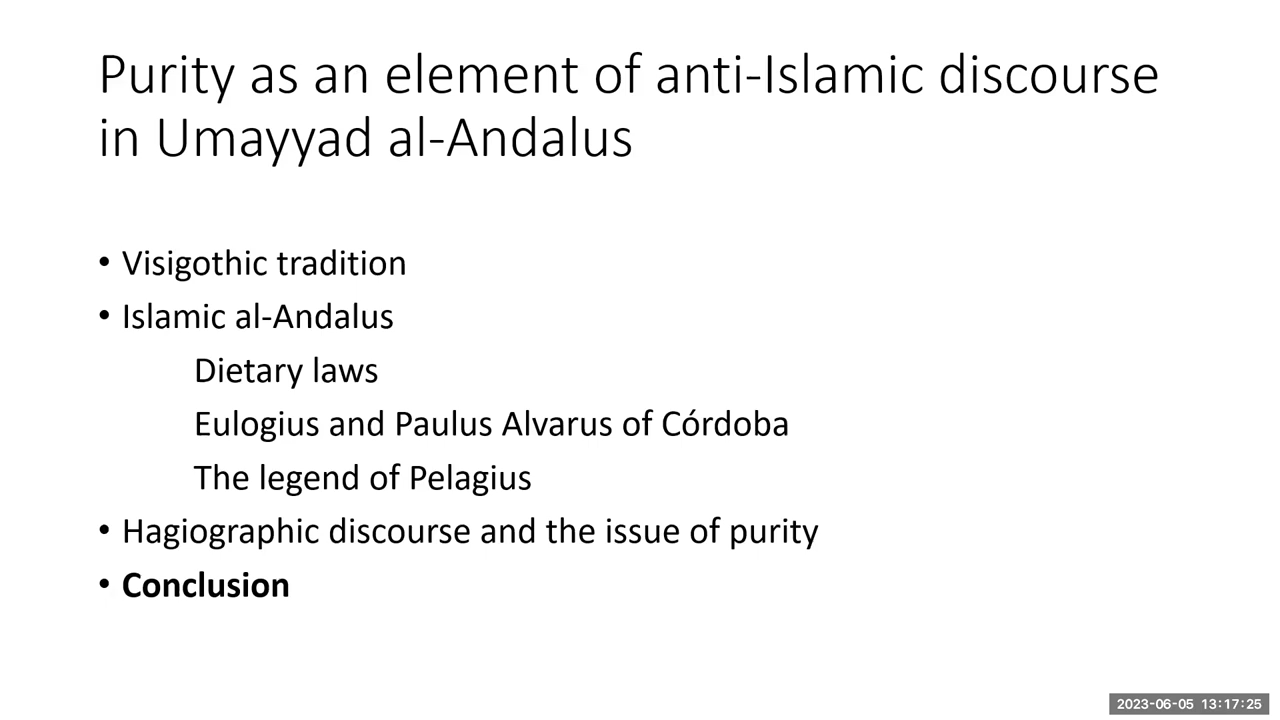 Purity as an element of anti-Islamic discourse
in Umayyad al-Andalus
• Visigothic tradition
• Islamic al-Andalus
Dietary laws
Eulogius and Paulus Alvarus of Córdoba
The legend of Pelagius
• Hagiographic discourse and the issue of purity
• Conclusion
2023-06-05 13:17:25